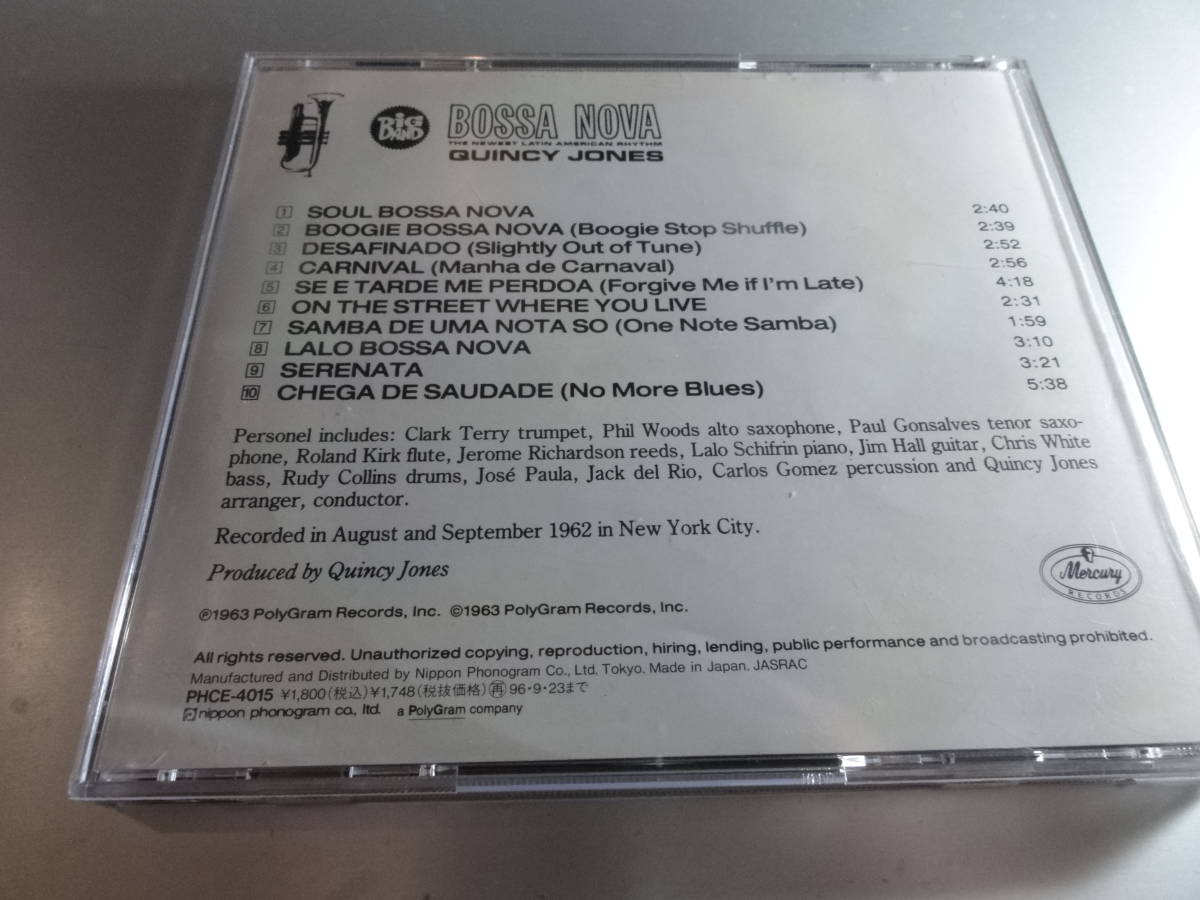 BIG BAND
BOSSA NOVA
THE NEWEST LATIN AMERICAN RHYTHM
QUINCY JONES
1 SOUL BOSSA NOVA 2:40
2 BOOGIE BOSSA NOVA (Boogie Stop Shuffle) 2:39
3 DESAFINADO (Slightly Out of Tune) 2:52
4 CARNIVAL (Manha de Carnaval) 2:56
5 SE E TARDE ME PERDOA (Forgive Me if I'm Late) 4:18
6 ON THE STREET WHERE YOU LIVE 2:31
7 SAMBA DE UMA NOTA SO (One Note Samba) 1:59
8 LALO BOSSA NOVA 3:10
9 SERENATA 3:21
10 CHEGA DE SAUDADE (No More Blues) 5:38
Personel includes: Clark Terry trumpet, Phil Woods alto saxophone, Paul Gonsalves tenor saxo-
phone, Roland Kirk flute, Jerome Richardson reeds, Lalo Schifrin piano, Jim Hall guitar, Chris White
bass, Rudy Collins drums, José Paula, Jack del Rio, Carlos Gomez percussion and Quincy Jones
arranger, conductor.
Recorded in August and September 1962 in New York City.
Produced by Quincy Jones
Mercury
RECORDS
℗1963 PolyGram Records, Inc. ©1963 PolyGram Records, Inc.
All rights reserved. Unauthorized copying, reproduction, hiring, lending, public performance and broadcasting prohibited.
Manufactured and Distributed by Nippon Phonogram Co., Ltd. Tokyo. Made in Japan. JASRAC
PHCE-4015 ¥1,800(税込)¥1,748(税抜価格)㊢96・9・23まで
nippon phonogram co., ltd. a PolyGram company